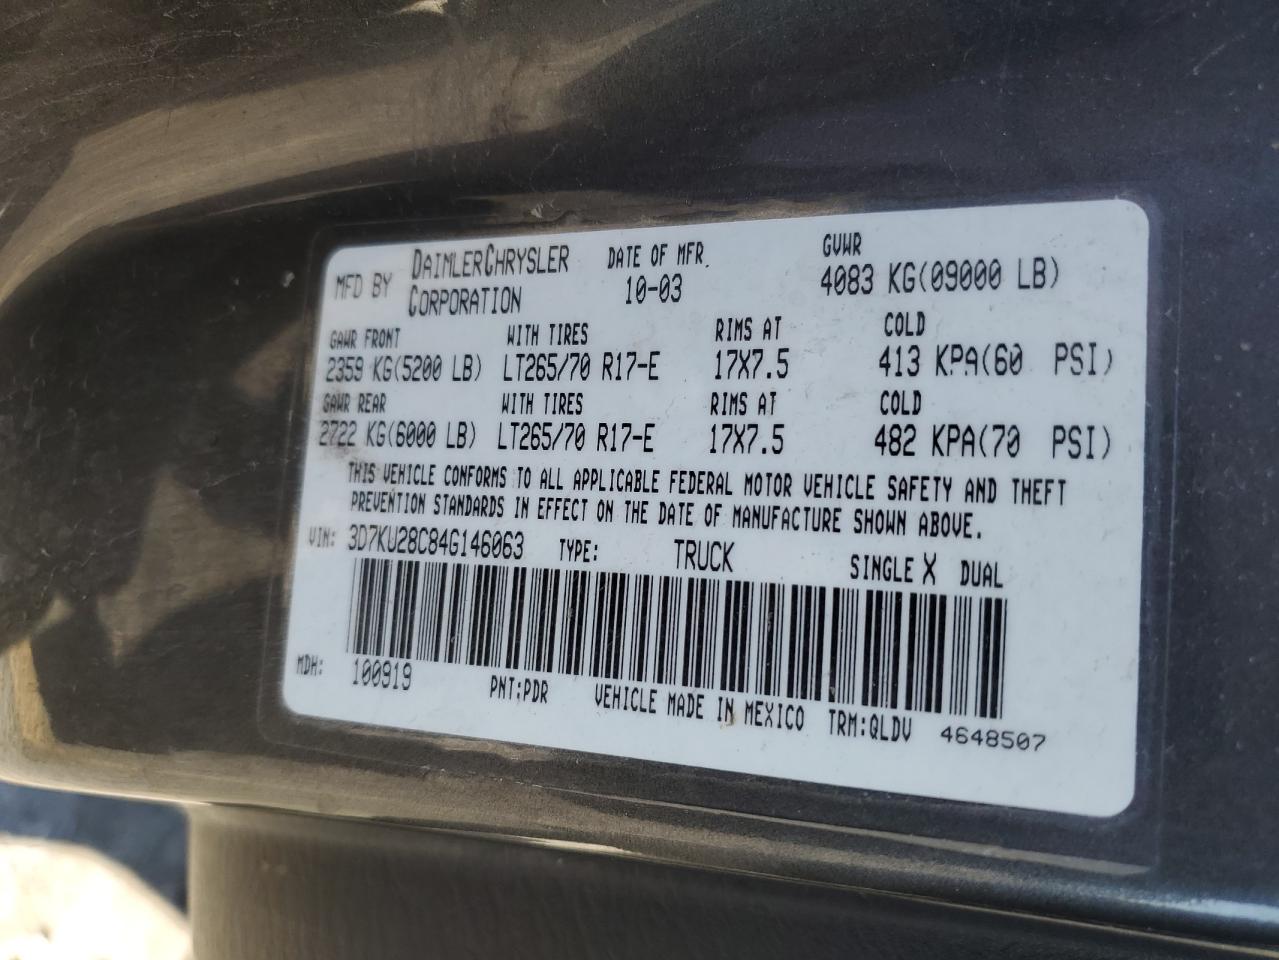 MFD BY DAIMLERCHRYSLER CORPORATION DATE OF MFR. 10-03 GVWR 4083 KG(09000 LB)
GAWR FRONT WITH TIRES RIMS AT COLD
2359 KG(5200 LB) LT265/70 R17-E 17X7.5 413 KPA(60 PSI)
GAWR REAR WITH TIRES RIMS AT COLD
2722 KG(6000 LB) LT265/70 R17-E 17X7.5 482 KPA(70 PSI)
THIS VEHICLE CONFORMS TO ALL APPLICABLE FEDERAL MOTOR VEHICLE SAFETY AND THEFT
PREVENTION STANDARDS IN EFFECT ON THE DATE OF MANUFACTURE SHOWN ABOVE.
VIN: 3D7KU28C84G146063 TYPE: TRUCK SINGLE X DUAL
MDH: 100919 PNT:PDR VEHICLE MADE IN MEXICO TRM:QLDV 4648507